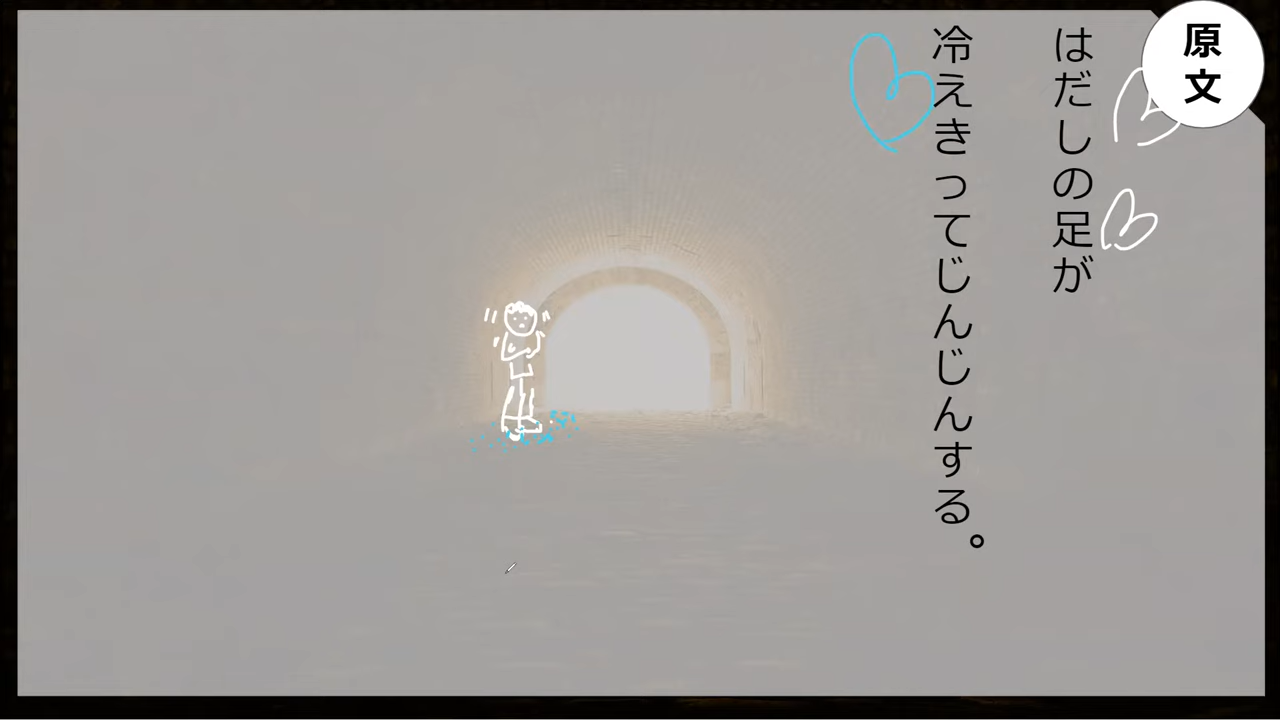 原文
はだしの足が
冷えきってじんじんする。